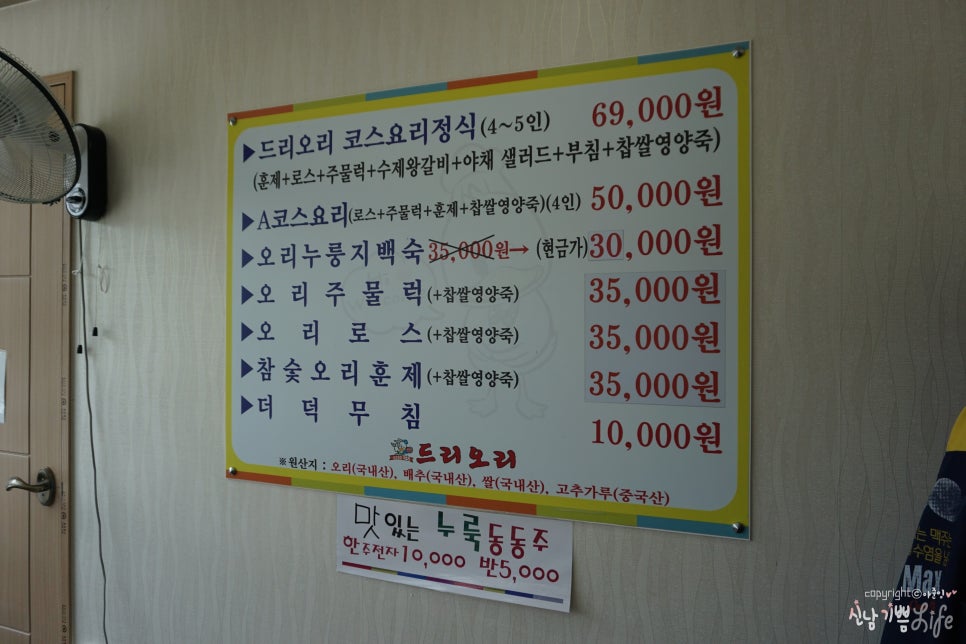 ▶드리오리 코스요리정식(4~5인) 69,000원
(훈제+로스+주물럭+수제왕갈비+야채 샐러드+부침+찹쌀영양죽)
▶A코스요리(로스+주물럭+훈제+찹쌀영양죽)(4인) 50,000원
▶오리누룽지백숙 35,000원→ (현금가)30,000원
▶오리주물럭(+찹쌀영양죽) 35,000원
▶오리로스(+찹쌀영양죽) 35,000원
▶참숯오리훈제(+찹쌀영양죽) 35,000원
▶더덕무침 10,000원
드리오리
※원산지 : 오리(국내산), 배추(국내산), 쌀(국내산), 고추가루(중국산)
맛있는 누룩동동주
한주전자10,000 반5,000
Max
copyright ©
신남 기쁨 Life